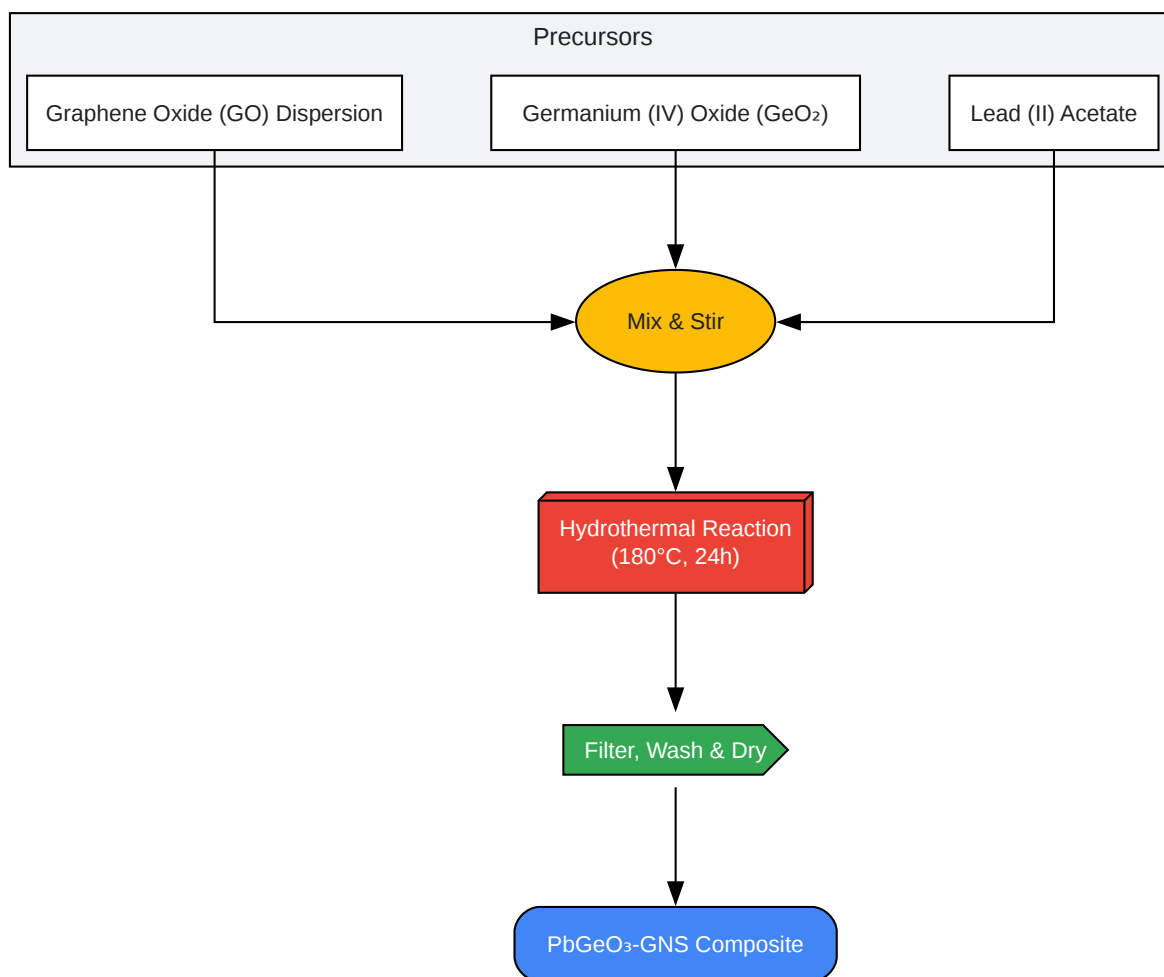 Precursors
Graphene Oxide (GO) Dispersion
Germanium (IV) Oxide (GeO₂)
Lead (II) Acetate
Mix & Stir
Hydrothermal Reaction
(180°C, 24h)
Filter, Wash & Dry
PbGeO₃-GNS Composite